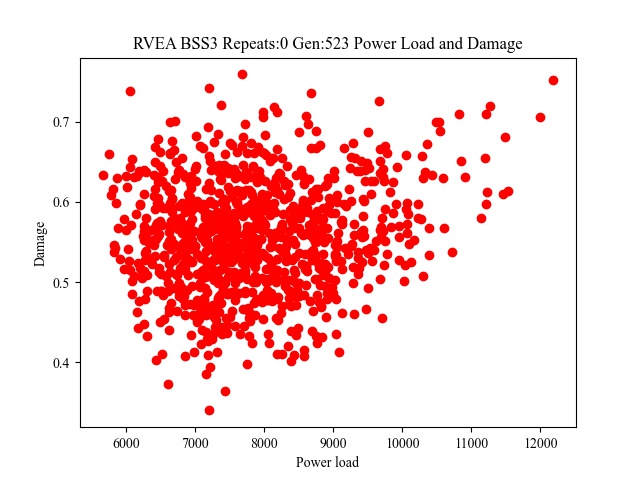 RVEA BSS3 Repeats:0 Gen:523 Power Load and Damage
0.7
0.6
0.5
0.4
Damage
6000 7000 8000 9000 10000 11000 12000
Power load